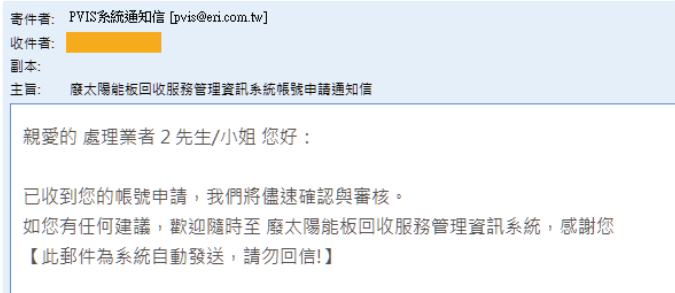 寄件者: PVIS系統通知信 [pvis@eri.com.tw]
收件者:
副本:
主旨: 廢太陽能板回收服務管理資訊系統帳號申請通知信
親愛的 處理業者 2 先生/小姐 您好：
已收到您的帳號申請，我們將儘速確認與審核。
如您有任何建議，歡迎隨時至 廢太陽能板回收服務管理資訊系統，感謝您
【此郵件為系統自動發送，請勿回信!】